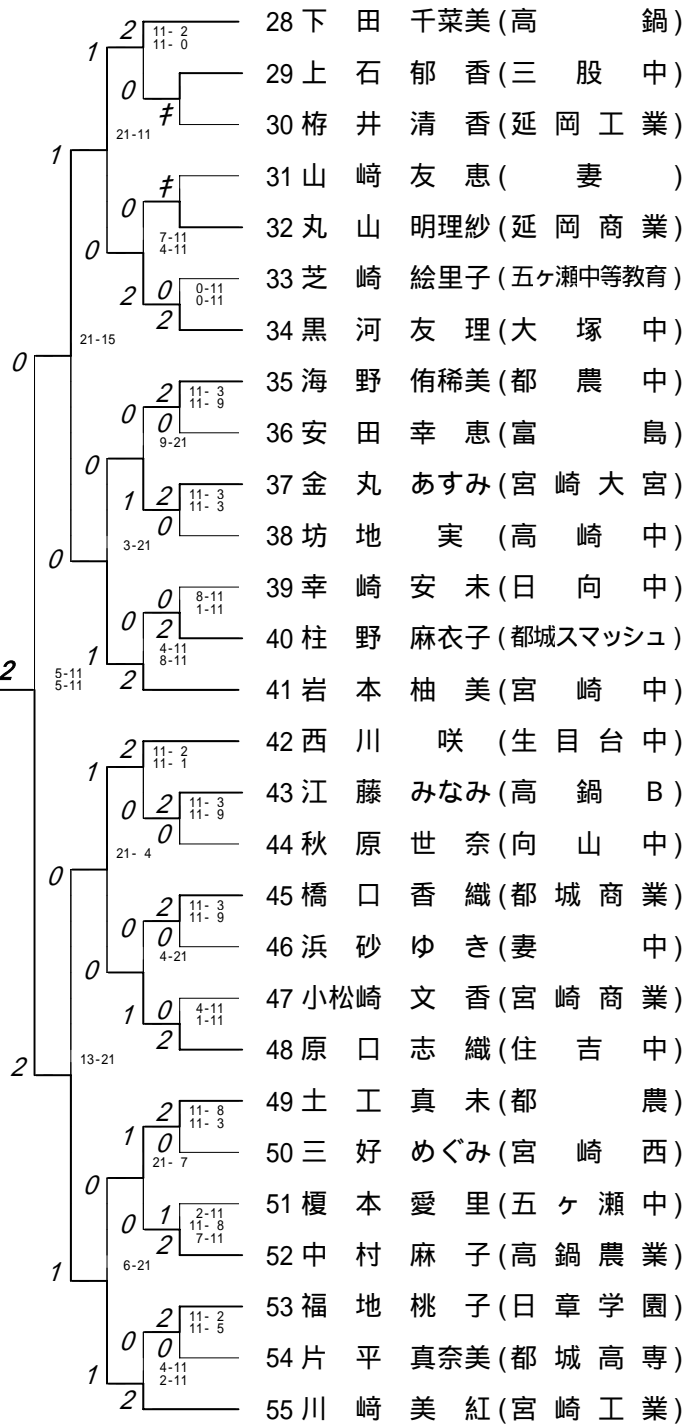 2 11- 2 28 下 田 千菜美 (高 鍋)
1 11- 0
0 29 上 石 郁 香 (三 股 中)
≠ 30 栫 井 清 香 (延 岡 工 業)
1 21-11
≠ 31 山 﨑 友 恵 ( 妻 )
0 32 丸 山 明理紗 (延 岡 商 業)
0 7-11
4-11
2 0 0-11 33 芝 崎 絵里子 (五ヶ瀬中等教育)
0-11
2 34 黒 河 友 理 (大 塚 中)
0 21-15
2 11- 3 35 海 野 侑稀美 (都 農 中)
0 11- 9
0 36 安 田 幸 恵 (富 島)
0 9-21
1 2 11- 3 37 金 丸 あすみ (宮 崎 大 宮)
11- 3
0 38 坊 地 実 (高 崎 中)
0 3-21
0 8-11 39 幸 崎 安 未 (日 向 中)
0 1-11
2 40 柱 野 麻衣子 (都城スマッシュ)
1 4-11
8-11
2 5-11
5-11
2 41 岩 本 柚 美 (宮 崎 中)
2 11- 2 42 西 川 咲 (生 目 台 中)
1 11- 1
0 2 11- 3 43 江 藤 みなみ (高 鍋 B)
11- 9
0 44 秋 原 世 奈 (向 山 中)
0 21- 4
2 11- 3 45 橋 口 香 織 (都 城 商 業)
0 11- 9
0 46 浜 砂 ゆ き (妻 中)
0 4-21
1 0 4-11 47 小松崎 文 香 (宮 崎 商 業)
1-11
2 48 原 口 志 織 (住 吉 中)
2 13-21
2 11- 8 49 土 工 真 未 (都 農)
1 11- 3
0 50 三 好 めぐみ (宮 崎 西)
0 21- 7
0 1 2-11 51 榎 本 愛 里 (五 ヶ 瀬 中)
11- 8
7-11
2 52 中 村 麻 子 (高 鍋 農 業)
1 6-21
2 11- 2 53 福 地 桃 子 (日 章 学 園)
0 11- 5
0 54 片 平 真奈美 (都 城 高 専)
1 4-11
2-11
2 55 川 﨑 美 紅 (宮 崎 工 業)